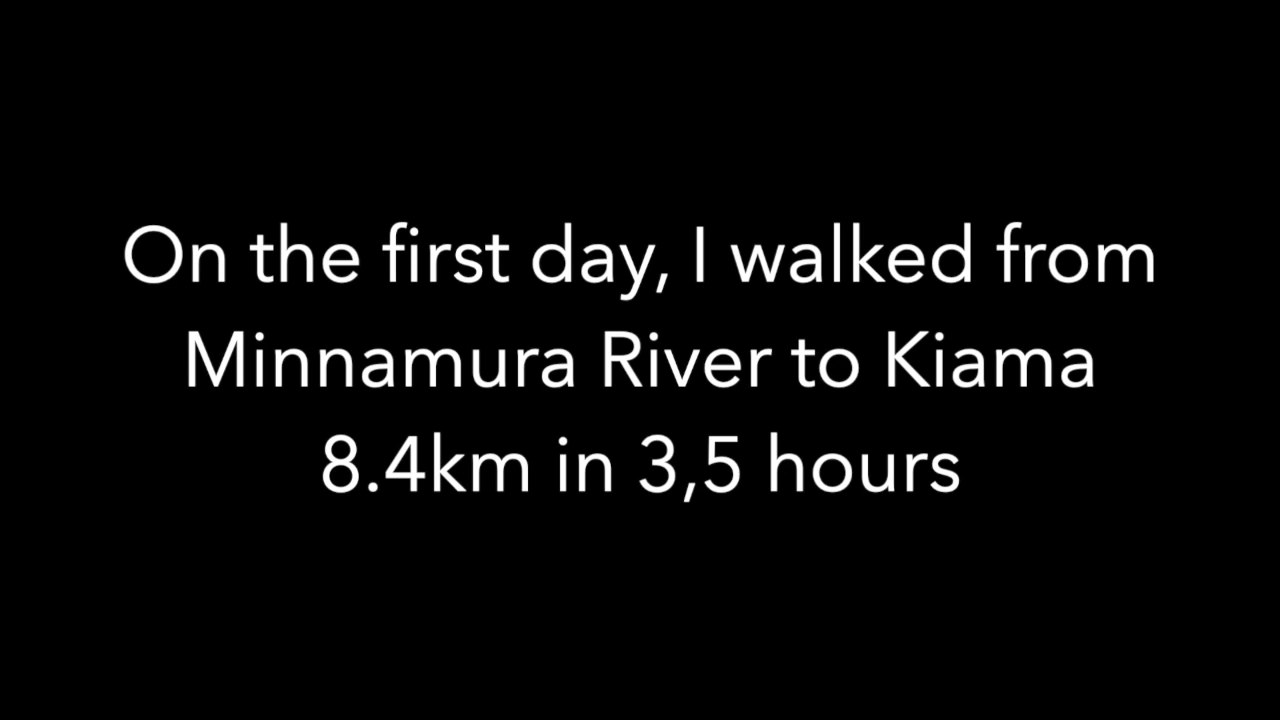 On the first day, I walked from
Minnamura River to Kiama
8.4km in 3,5 hours